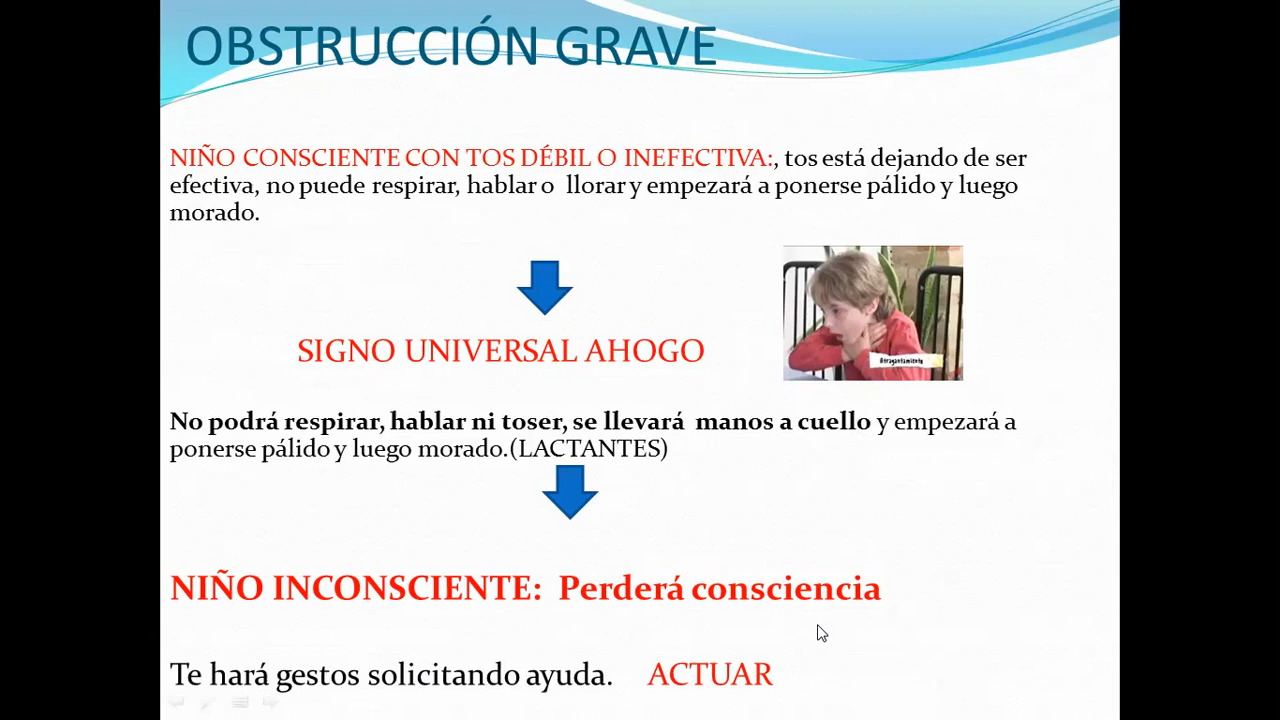 OBSTRUCCIÓN GRAVE
NIÑO CONSCIENTE CON TOS DÉBIL O INEFECTIVA:, tos está dejando de ser
efectiva, no puede respirar, hablar o llorar y empezará a ponerse pálido y luego
morado.
Atragantamiento
SIGNO UNIVERSAL AHOGO
No podrá respirar, hablar ni toser, se llevará manos a cuello y empezará a
ponerse pálido y luego morado.(LACTANTES)
NIÑO INCONSCIENTE: Perderá consciencia
Te hará gestos solicitando ayuda. ACTUAR